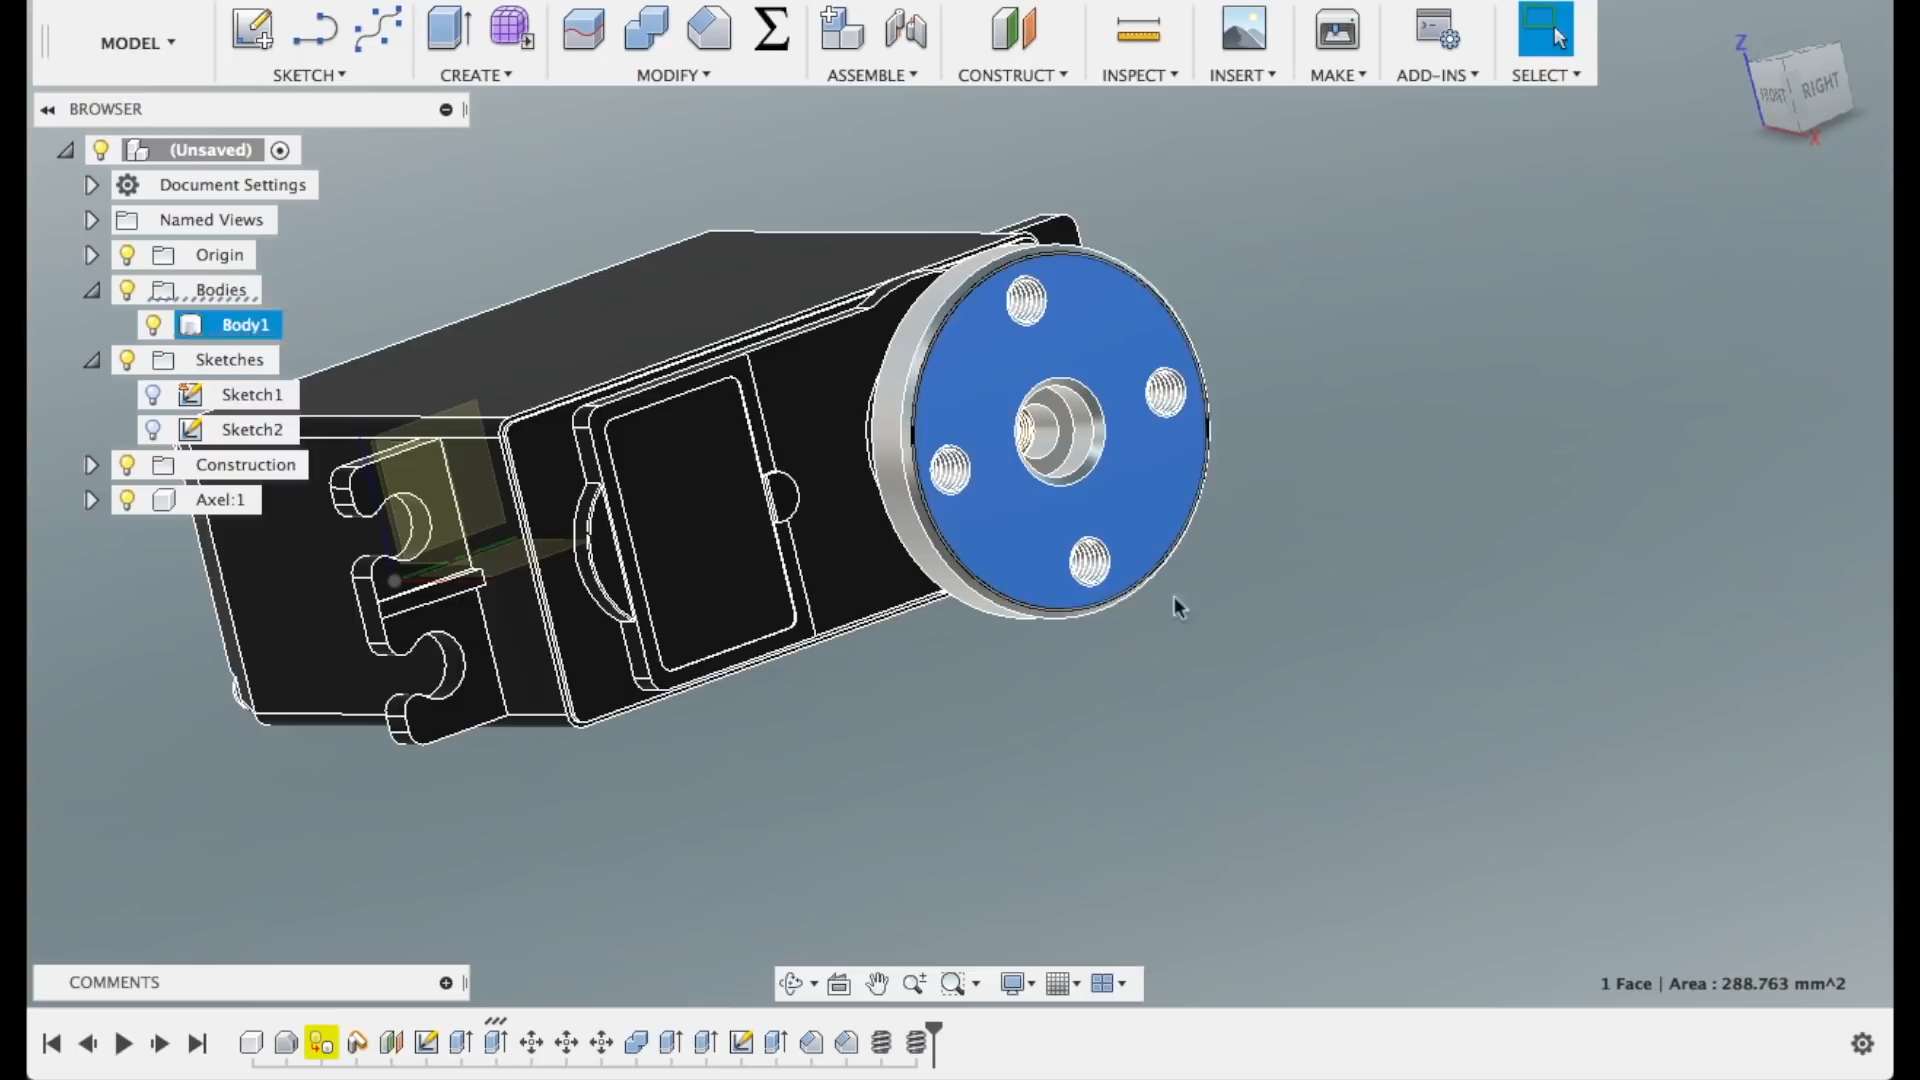 MODEL
SKETCH
CREATE
MODIFY
ASSEMBLE
CONSTRUCT
INSPECT
INSERT
MAKE
ADD-INS
SELECT
BROWSER
Z
FRONT
RIGHT
X
(Unsaved)
Document Settings
Named Views
Origin
Bodies
Body1
Sketches
Sketch1
Sketch2
Construction
Axel:1
COMMENTS
1 Face | Area : 288.763 mm^2